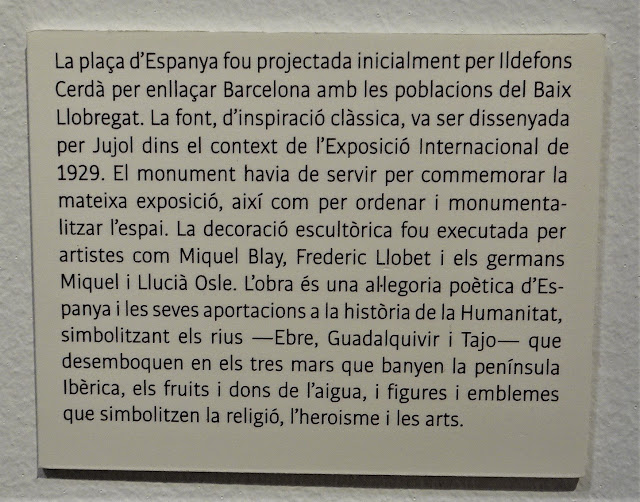 La plaça d’Espanya fou projectada inicialment per Ildefons
Cerdà per enllaçar Barcelona amb les poblacions del Baix
Llobregat. La font, d’inspiració clàssica, va ser dissenyada
per Jujol dins el context de l’Exposició Internacional de
1929. El monument havia de servir per commemorar la
mateixa exposició, així com per ordenar i monumenta-
litzar l’espai. La decoració escultòrica fou executada per
artistes com Miquel Blay, Frederic Llobet i els germans
Miquel i Llucià Osle. L’obra és una al·legoria poètica d’Es-
panya i les seves aportacions a la història de la Humanitat,
simbolitzant els rius —Ebre, Guadalquivir i Tajo— que
desemboquen en els tres mars que banyen la península
Ibèrica, els fruits i dons de l’aigua, i figures i emblemes
que simbolitzen la religió, l’heroisme i les arts.